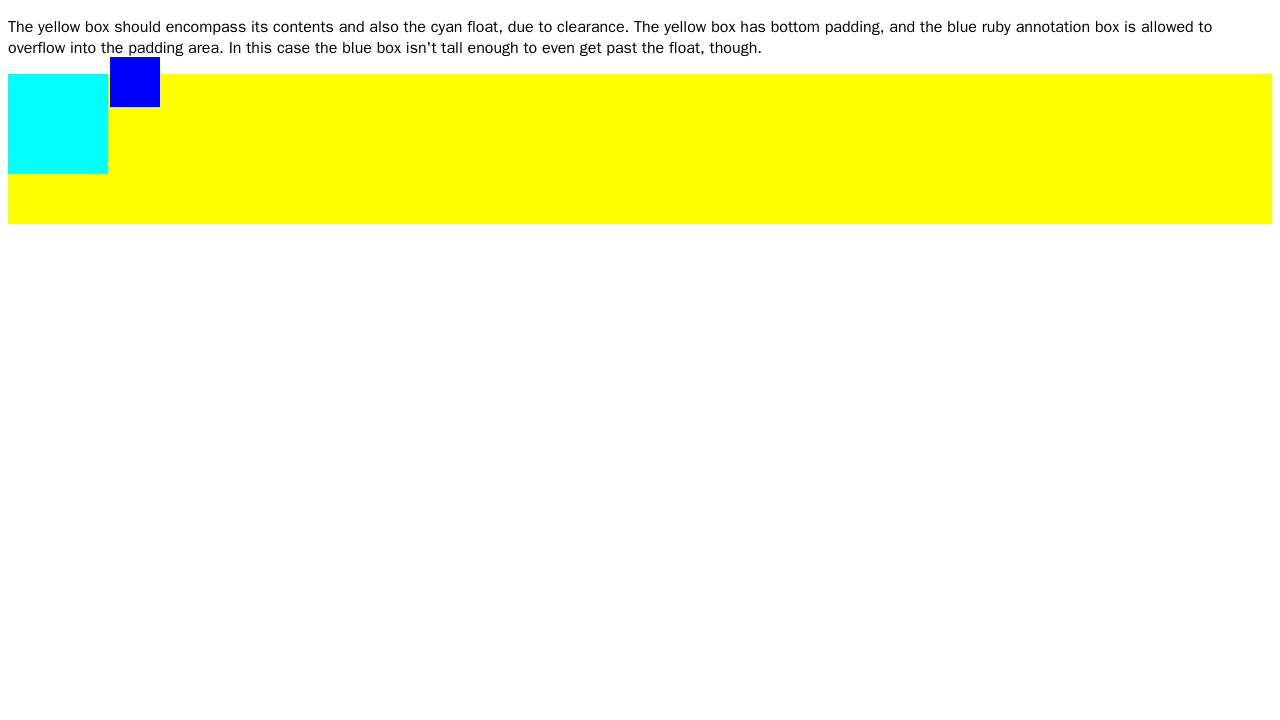 The yellow box should encompass its contents and also the cyan float, due to clearance. The yellow box has bottom padding, and the blue ruby annotation box is allowed to
overflow into the padding area. In this case the blue box isn't tall enough to even get past the float, though.